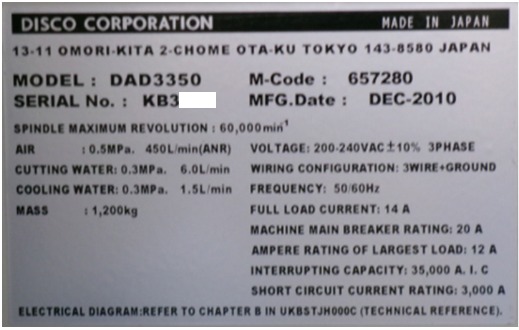 DISCO CORPORATION MADE IN JAPAN
13-11 OMORI-KITA 2-CHOME OTA-KU TOKYO 143-8580 JAPAN
MODEL : DAD3350 M-Code : 657280
SERIAL No. : KB3 MFG.Date : DEC-2010
SPINDLE MAXIMUM REVOLUTION : 60,000min⁻¹
AIR : 0.5MPa. 450L/min(ANR)
CUTTING WATER: 0.3MPa. 6.0L/min
COOLING WATER: 0.3MPa. 1.5L/min
MASS : 1,200kg
VOLTAGE: 200-240VAC±10% 3PHASE
WIRING CONFIGURATION: 3WIRE+GROUND
FREQUENCY: 50/60Hz
FULL LOAD CURRENT: 14 A
MACHINE MAIN BREAKER RATING: 20 A
AMPERE RATING OF LARGEST LOAD: 12 A
INTERRUPTING CAPACITY: 35,000 A. I. C
SHORT CIRCUIT CURRENT RATING: 3,000 A
ELECTRICAL DIAGRAM:REFER TO CHAPTER B IN UKBSTJH000C (TECHNICAL REFERENCE).